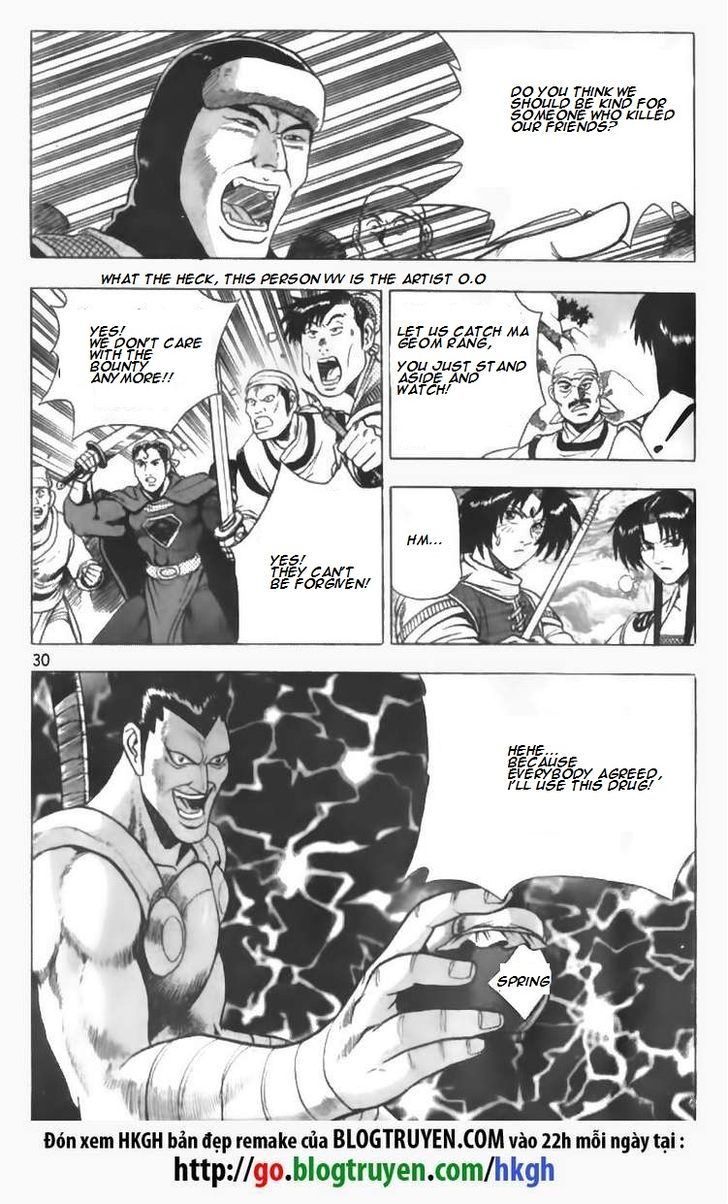 DO YOU THINK WE
SHOULD BE KIND FOR
SOMEONE WHO KILLED
OUR FRIENDS?
WHAT THE HECK, THIS PERSON VVV IS THE ARTIST O.O
YES!
WE DON'T CARE
WITH THE
BOUNTY
ANYMORE!!
LET US CATCH MA
GEOM RANG,
YOU JUST STAND
ASIDE AND
WATCH!
YES!
THEY CAN'T
BE FORGIVEN!
HM...
30
HEHE...
BECAUSE
EVERYBODY AGREED,
I'LL USE THIS DRUG!
SPRING
Đón xem HKGH bản đẹp remake của BLOGTRUYEN.COM vào 22h mỗi ngày tại :
http://go.blogtruyen.com/hkgh